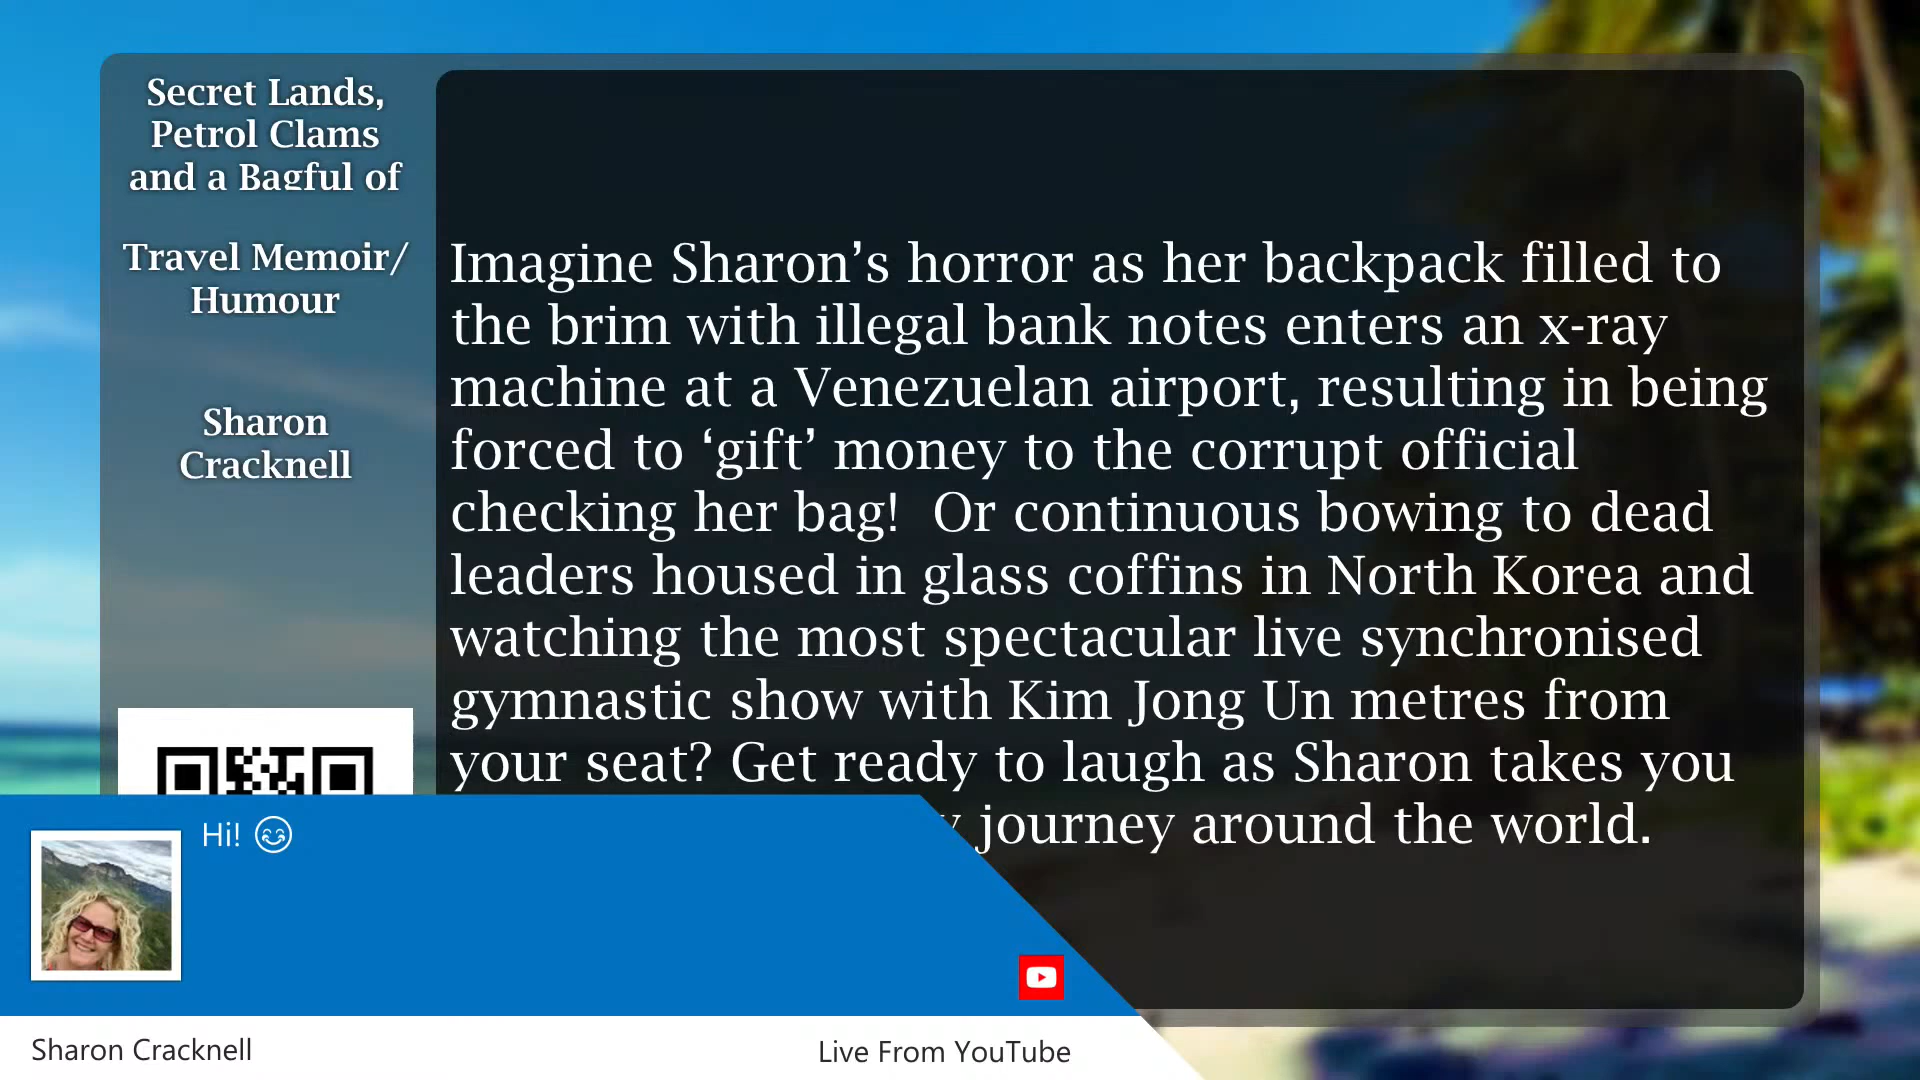 Secret Lands,
Petrol Clams
and a Bagful of
Travel Memoir/
Humour
Sharon
Cracknell
Imagine Sharon’s horror as her backpack filled to
the brim with illegal bank notes enters an x-ray
machine at a Venezuelan airport, resulting in being
forced to ‘gift’ money to the corrupt official
checking her bag!  Or continuous bowing to dead
leaders housed in glass coffins in North Korea and
watching the most spectacular live synchronised
gymnastic show with Kim Jong Un metres from
your seat? Get ready to laugh as Sharon takes you
journey around the world.
Hi! 😊
Sharon Cracknell
Live From YouTube